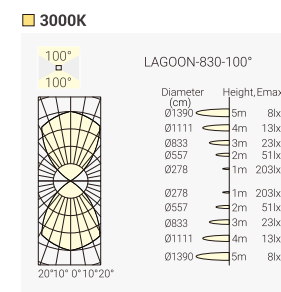 3000K
100°
100°
LAGOON-830-100°
Diameter Height, Emax
(cm)
Ø1390 5m 8lx
Ø1111 4m 13lx
Ø833 3m 23lx
Ø557 2m 51lx
Ø278 1m 203lx
Ø278 1m 203lx
Ø557 2m 51lx
Ø833 3m 23lx
Ø1111 4m 13lx
Ø1390 5m 8lx
20°10° 0°10°20°